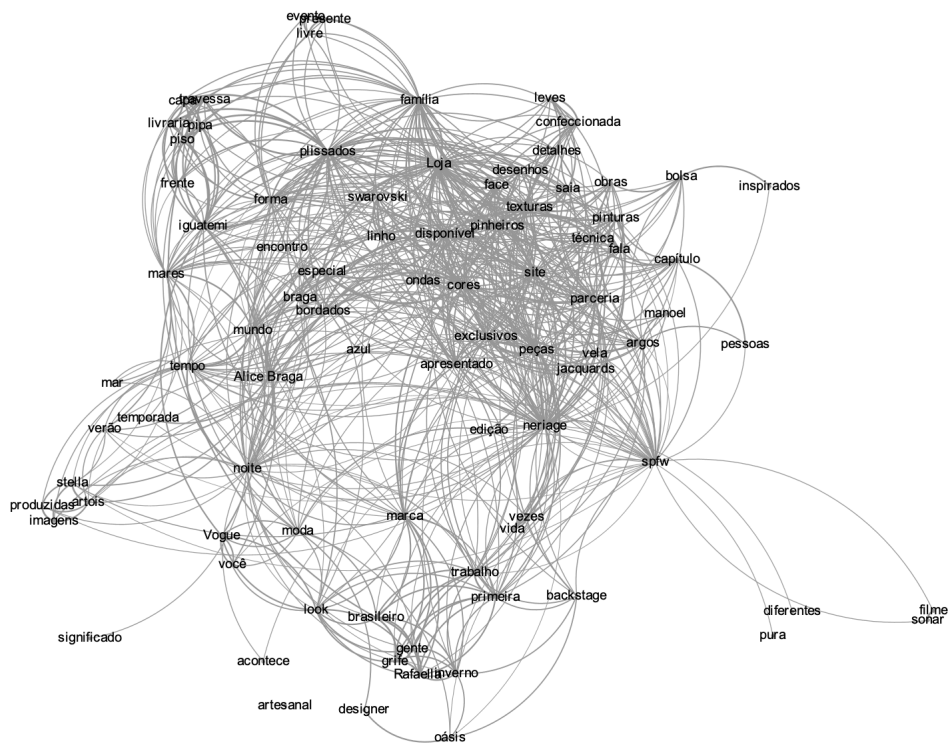 evento
presente
livre
capa
travessa
família
leves
livraria
pipa
confeccionada
piso
plissados
detalhes
Loja
desenhos
frente
face
saia
obras
bolsa
inspirados
forma
swarovski
texturas
iguatemi
pinheiros
pinturas
linho
disponível
técnica
encontro
fala
capítulo
mares
especial
ondas
cores
site
braga
parceria
bordados
manoel
mundo
exclusivos
argos
pessoas
azul
peças
vela
tempo
apresentado
jacquards
Alice Braga
mar
temporada
verão
edição
neriage
noite
spfw
stella
produzidas
artois
imagens
marca
vezes
Vogue
moda
vida
você
trabalho
primeira
backstage
look
brasileiro
diferentes
filme
sonar
significado
pura
gente
acontece
grife
Rafaella
inverno
artesanal
designer
oásis